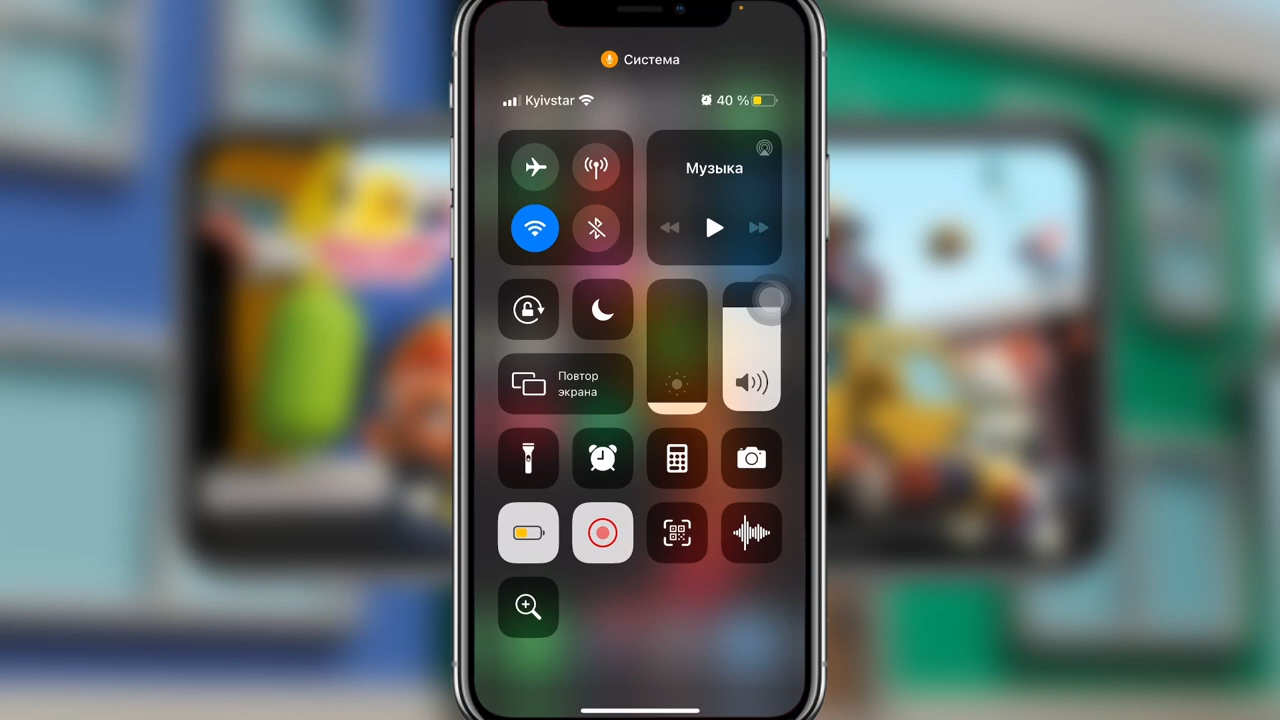 Система
Kyivstar
40 %
Музыка
Повтор
экрана